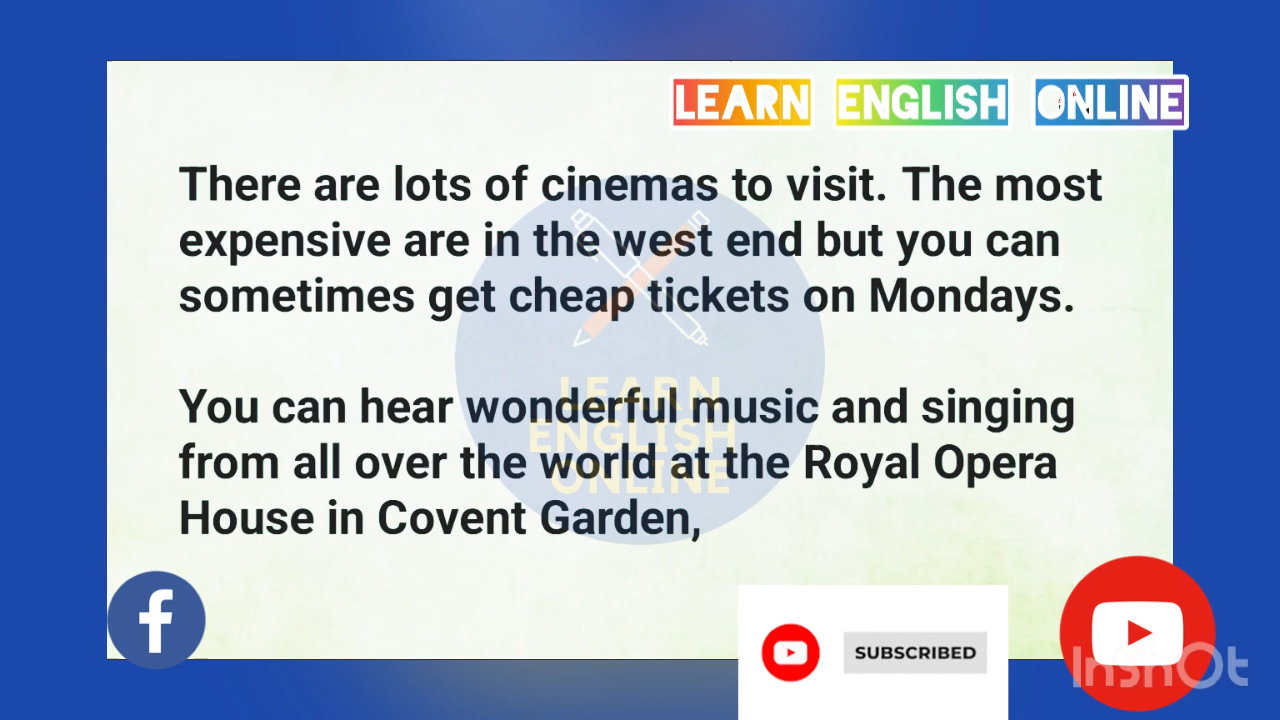 LEARN ENGLISH ONLINE
There are lots of cinemas to visit. The most
expensive are in the west end but you can
sometimes get cheap tickets on Mondays.
You can hear wonderful music and singing
from all over the world at the Royal Opera
House in Covent Garden,
LEARN
ENGLISH
ONLINE
f
SUBSCRIBED
InShOt